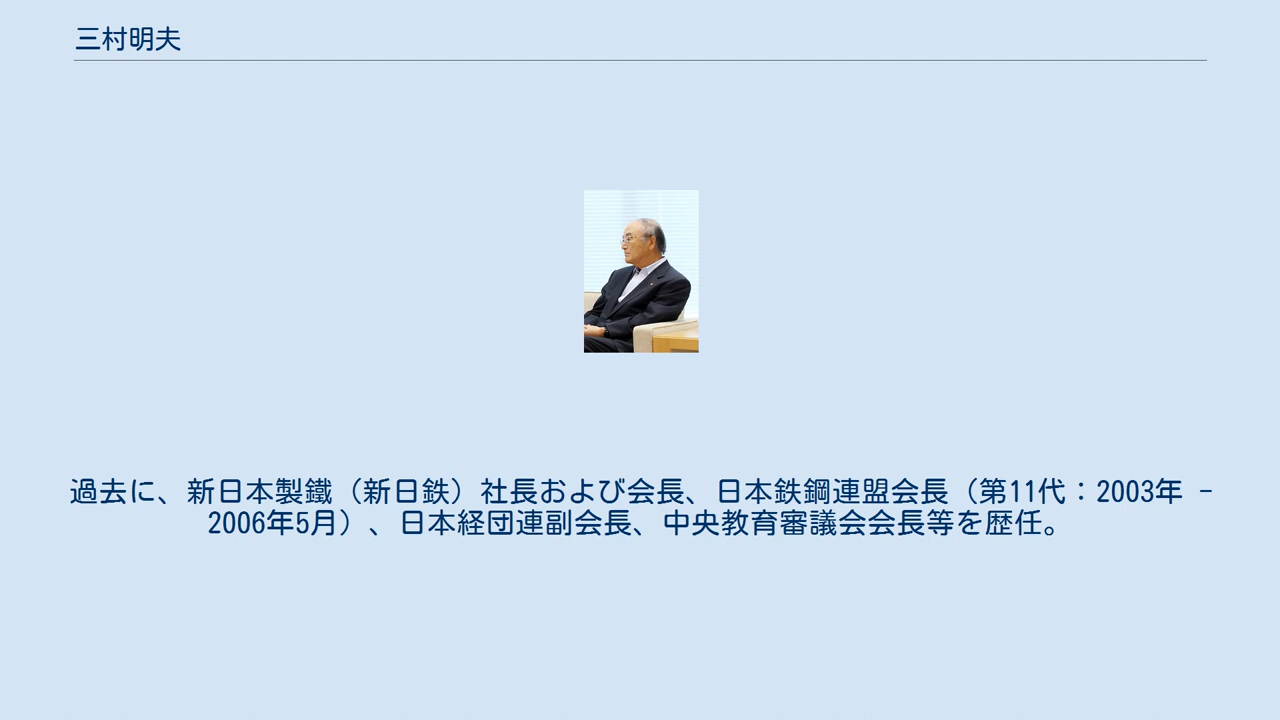 三村明夫
過去に、新日本製鐵（新日鉄）社長および会長、日本鉄鋼連盟会長（第11代：2003年 -
2006年5月）、日本経団連副会長、中央教育審議会会長等を歴任。